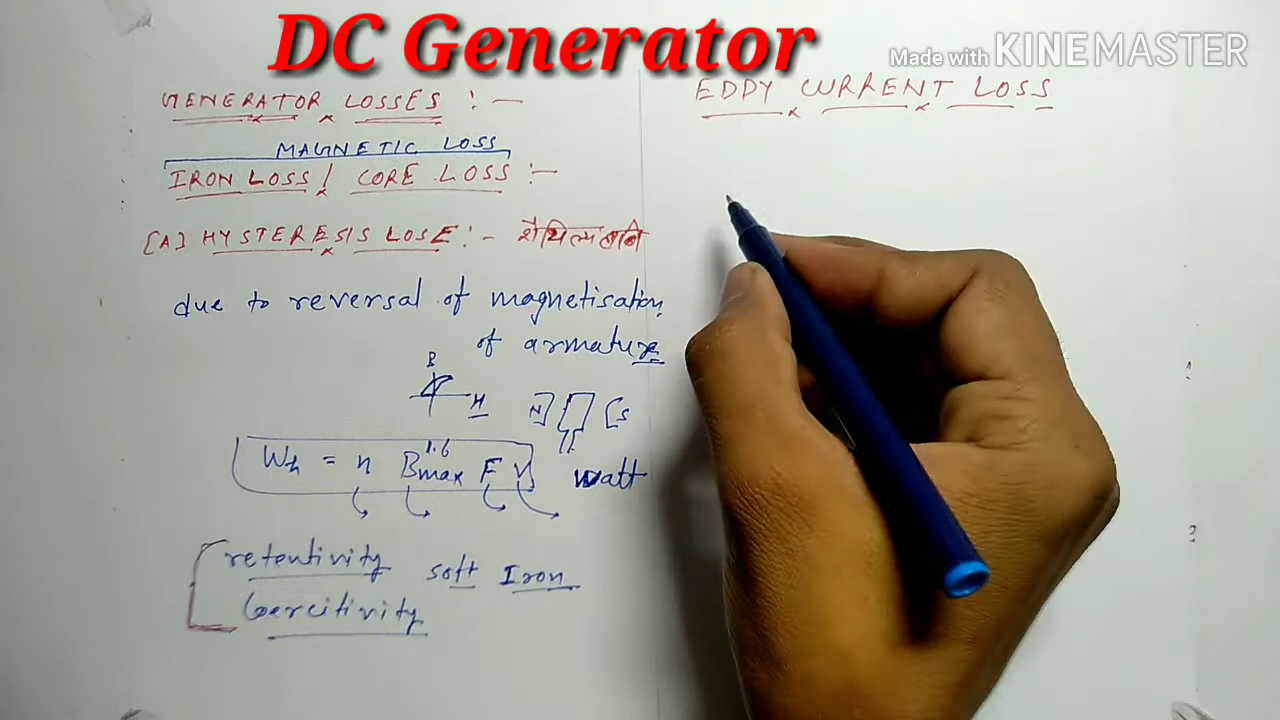 DC Generator
Made with KINEMASTER
GENERATOR LOSSES :-
MAGNETIC LOSS
IRON LOSS / CORE LOSS :-
[A] HYSTERESIS LOSE :- शैथिल्य हानि
due to reversal of magnetisation
of armature
B
H
N S
Wh = η Bmax^1.6 F V watt
retentivity soft Iron
Coercitivity
EDDY CURRENT LOSS